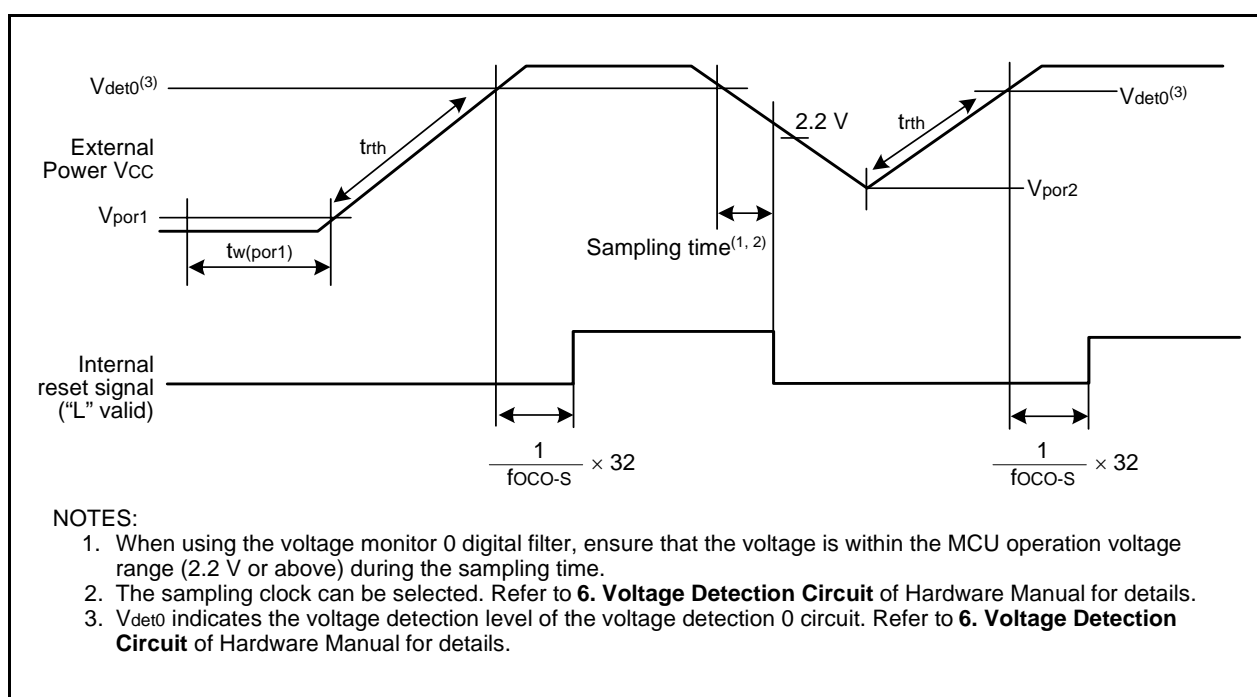 Vdet0(3)
External
Power VCC
Vpor1
trth
tw(por1)
2.2 V
Sampling time(1, 2)
trth
Vdet0(3)
Vpor2
Internal
reset signal
(“L” valid)
1
fOCO-S
× 32
1
fOCO-S
× 32
NOTES:
1. When using the voltage monitor 0 digital filter, ensure that the voltage is within the MCU operation voltage
range (2.2 V or above) during the sampling time.
2. The sampling clock can be selected. Refer to 6. Voltage Detection Circuit of Hardware Manual for details.
3. Vdet0 indicates the voltage detection level of the voltage detection 0 circuit. Refer to 6. Voltage Detection
Circuit of Hardware Manual for details.